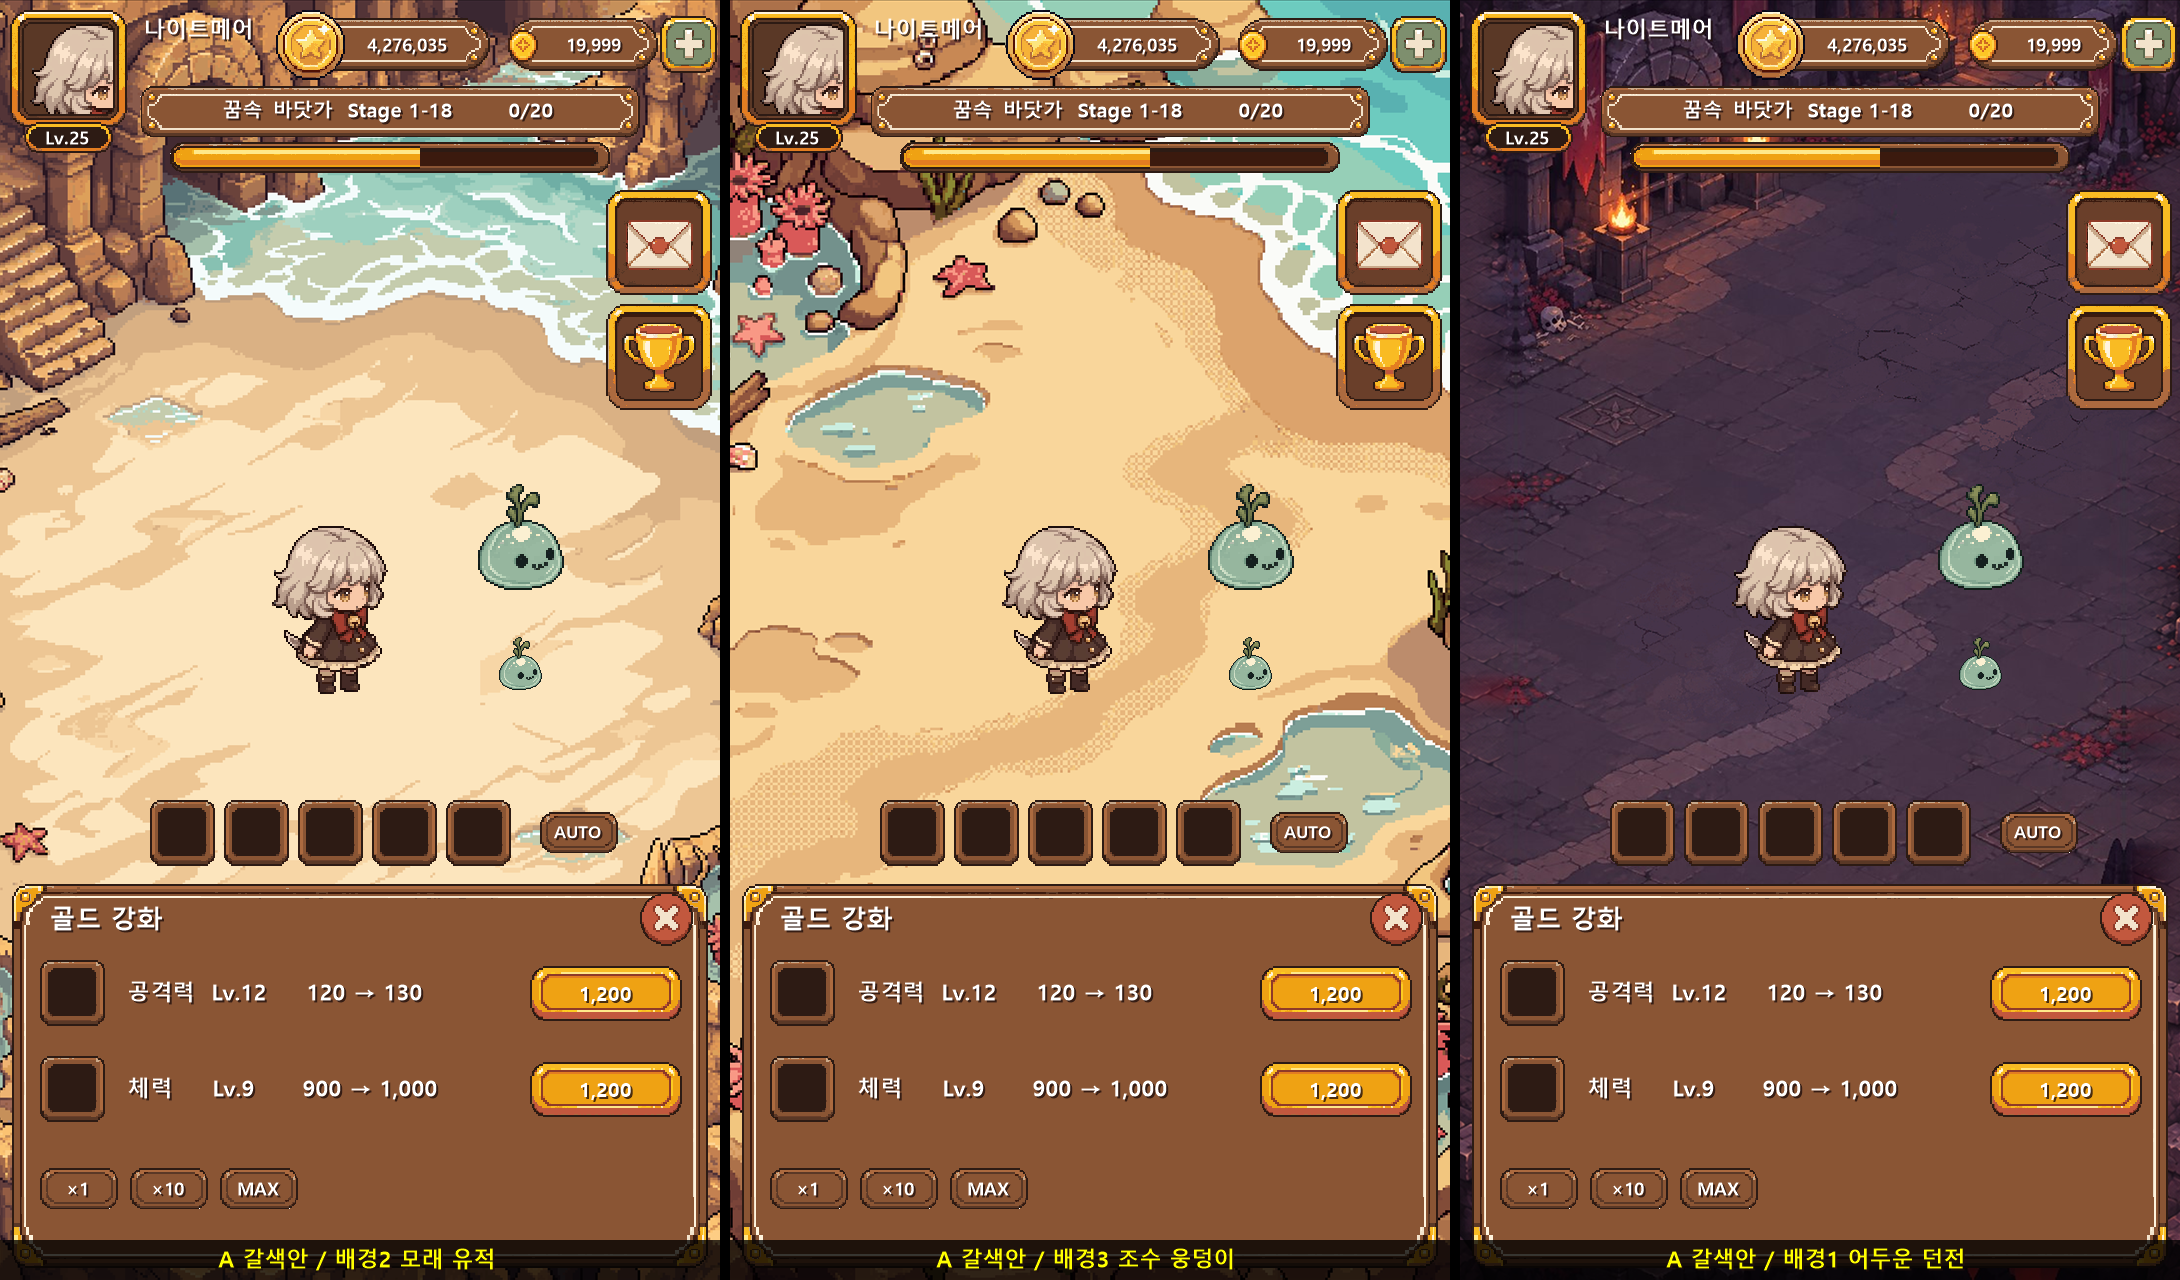 나이트메어
4,276,035
19,999
꿈속 바닷가 Stage 1-18 0/20
Lv.25
AUTO
골드 강화
공격력 Lv.12 120 → 130 1,200
체력 Lv.9 900 → 1,000 1,200
×1 ×10 MAX
A 갈색안 / 배경2 모래 유적
나이트메어
4,276,035
19,999
꿈속 바닷가 Stage 1-18 0/20
Lv.25
AUTO
골드 강화
공격력 Lv.12 120 → 130 1,200
체력 Lv.9 900 → 1,000 1,200
×1 ×10 MAX
A 갈색안 / 배경3 조수 웅덩이
나이트메어
4,276,035
19,999
꿈속 바닷가 Stage 1-18 0/20
Lv.25
AUTO
골드 강화
공격력 Lv.12 120 → 130 1,200
체력 Lv.9 900 → 1,000 1,200
×1 ×10 MAX
A 갈색안 / 배경1 어두운 던전